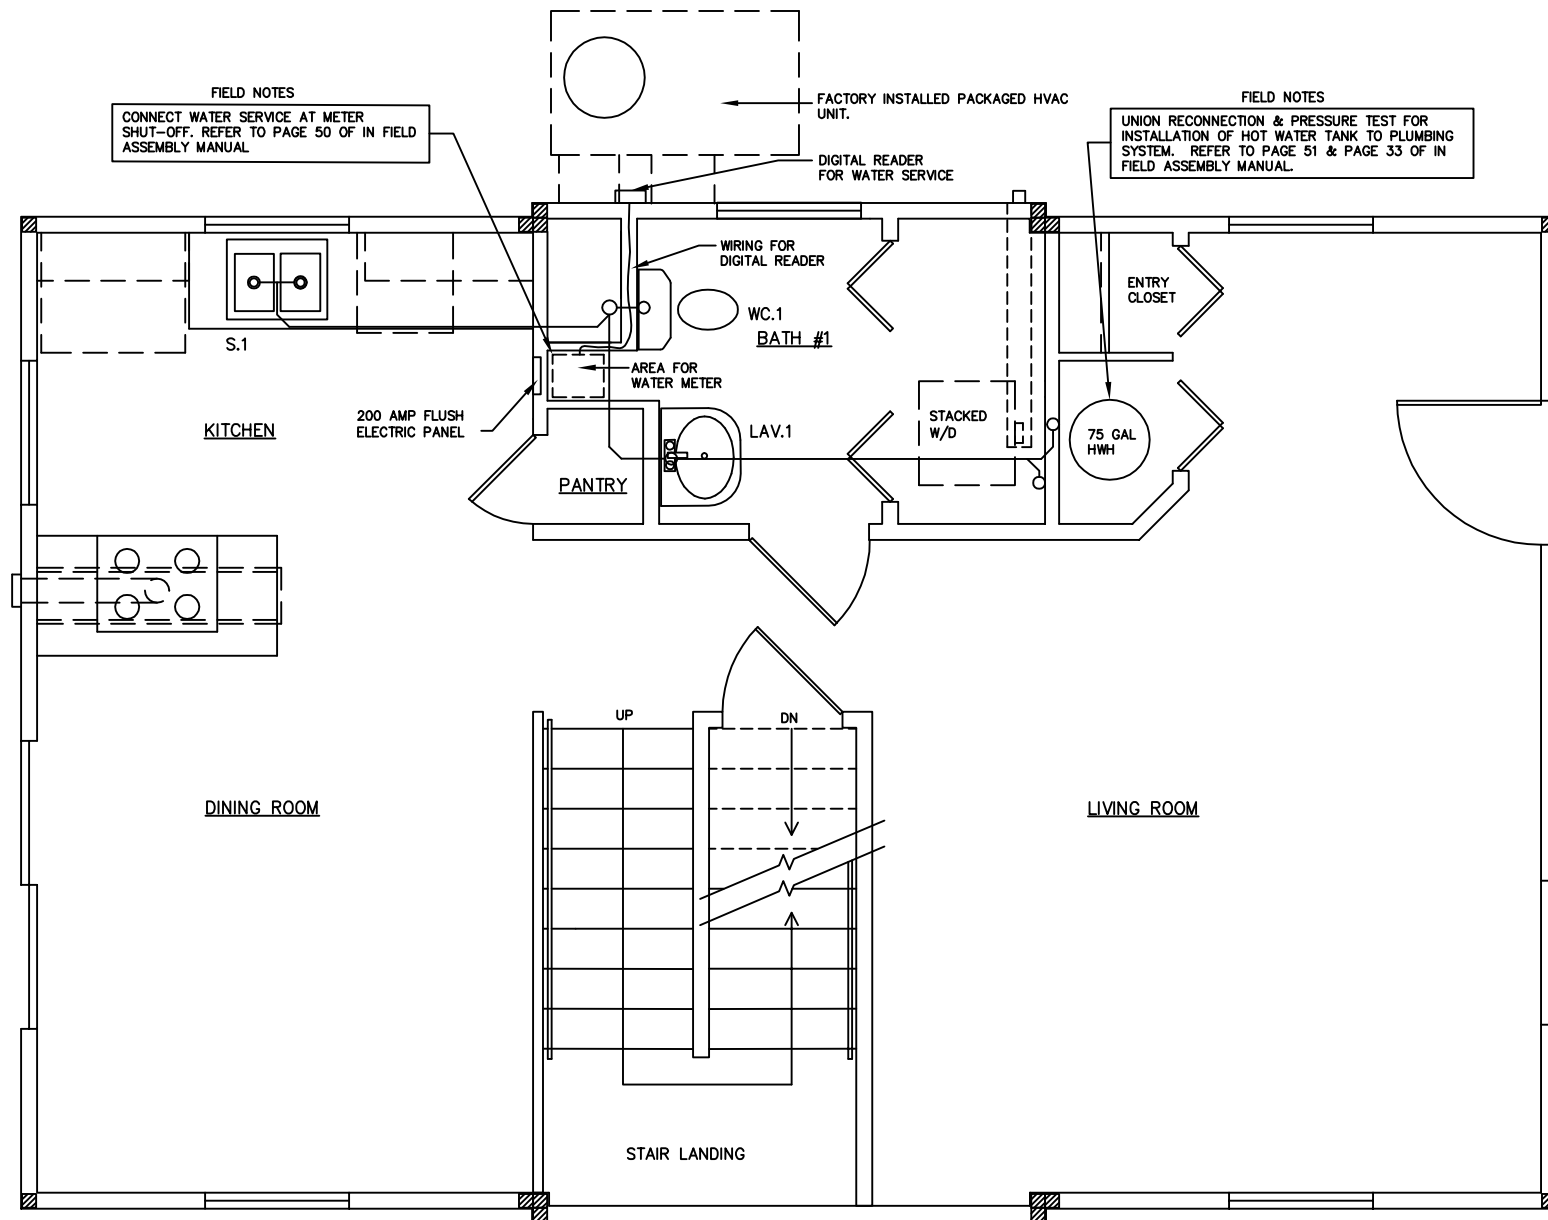 FIELD NOTES
CONNECT WATER SERVICE AT METER
SHUT-OFF. REFER TO PAGE 50 OF IN FIELD
ASSEMBLY MANUAL
FACTORY INSTALLED PACKAGED HVAC
UNIT.
DIGITAL READER
FOR WATER SERVICE
FIELD NOTES
UNION RECONNECTION & PRESSURE TEST FOR
INSTALLATION OF HOT WATER TANK TO PLUMBING
SYSTEM. REFER TO PAGE 51 & PAGE 33 OF IN
FIELD ASSEMBLY MANUAL.
WIRING FOR
DIGITAL READER
ENTRY
CLOSET
WC.1
BATH #1
S.1
AREA FOR
WATER METER
200 AMP FLUSH
ELECTRIC PANEL
KITCHEN
LAV.1
STACKED
W/D
75 GAL
HWH
PANTRY
UP
DN
DINING ROOM
LIVING ROOM
STAIR LANDING